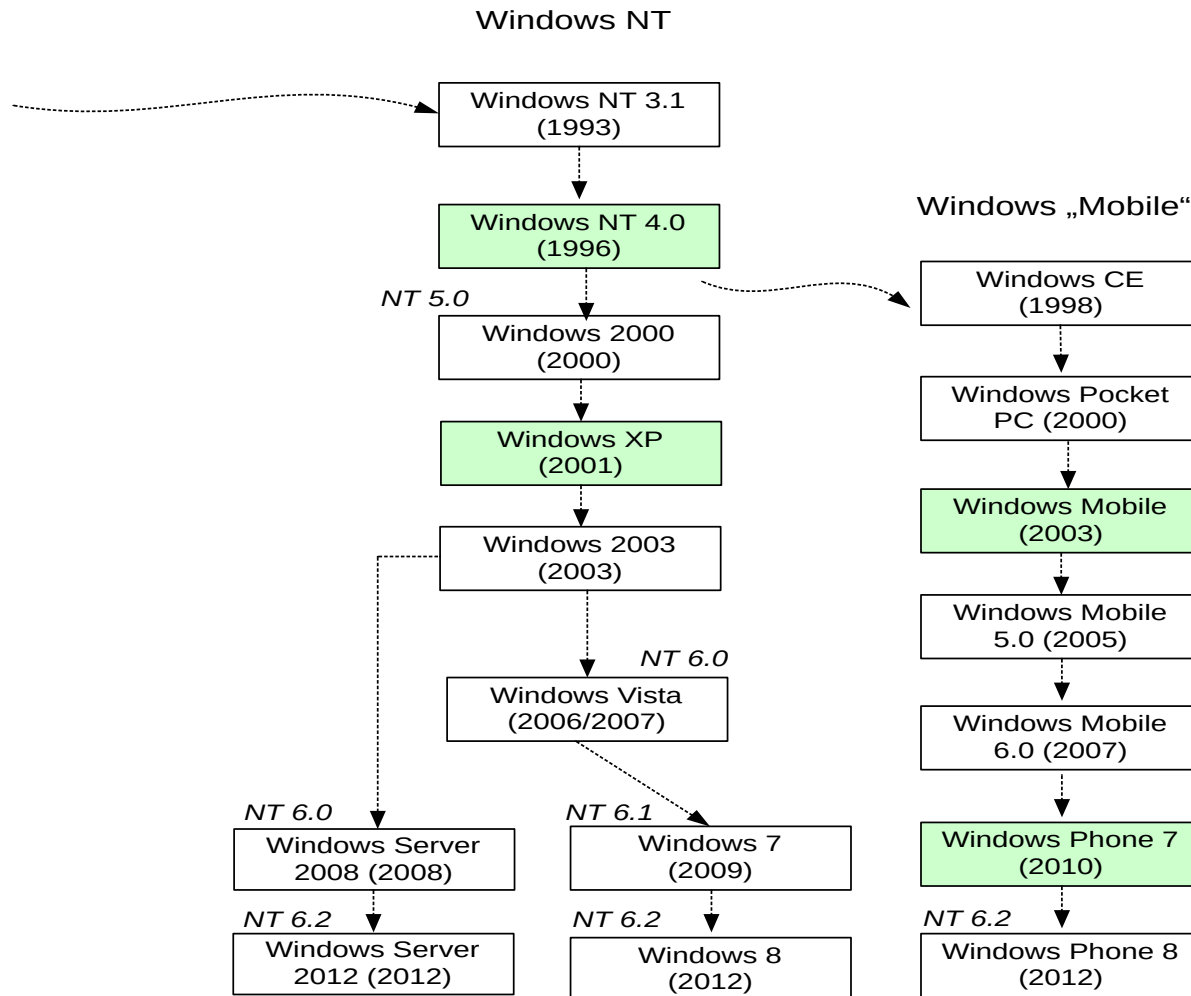 Windows NT
Windows NT 3.1
(1993)
Windows NT 4.0
(1996)
NT 5.0
Windows 2000
(2000)
Windows XP
(2001)
Windows 2003
(2003)
NT 6.0
Windows Vista
(2006/2007)
NT 6.0
Windows Server
2008 (2008)
NT 6.2
Windows Server
2012 (2012)
NT 6.1
Windows 7
(2009)
NT 6.2
Windows 8
(2012)
Windows „Mobile“
Windows CE
(1998)
Windows Pocket
PC (2000)
Windows Mobile
(2003)
Windows Mobile
5.0 (2005)
Windows Mobile
6.0 (2007)
Windows Phone 7
(2010)
NT 6.2
Windows Phone 8
(2012)